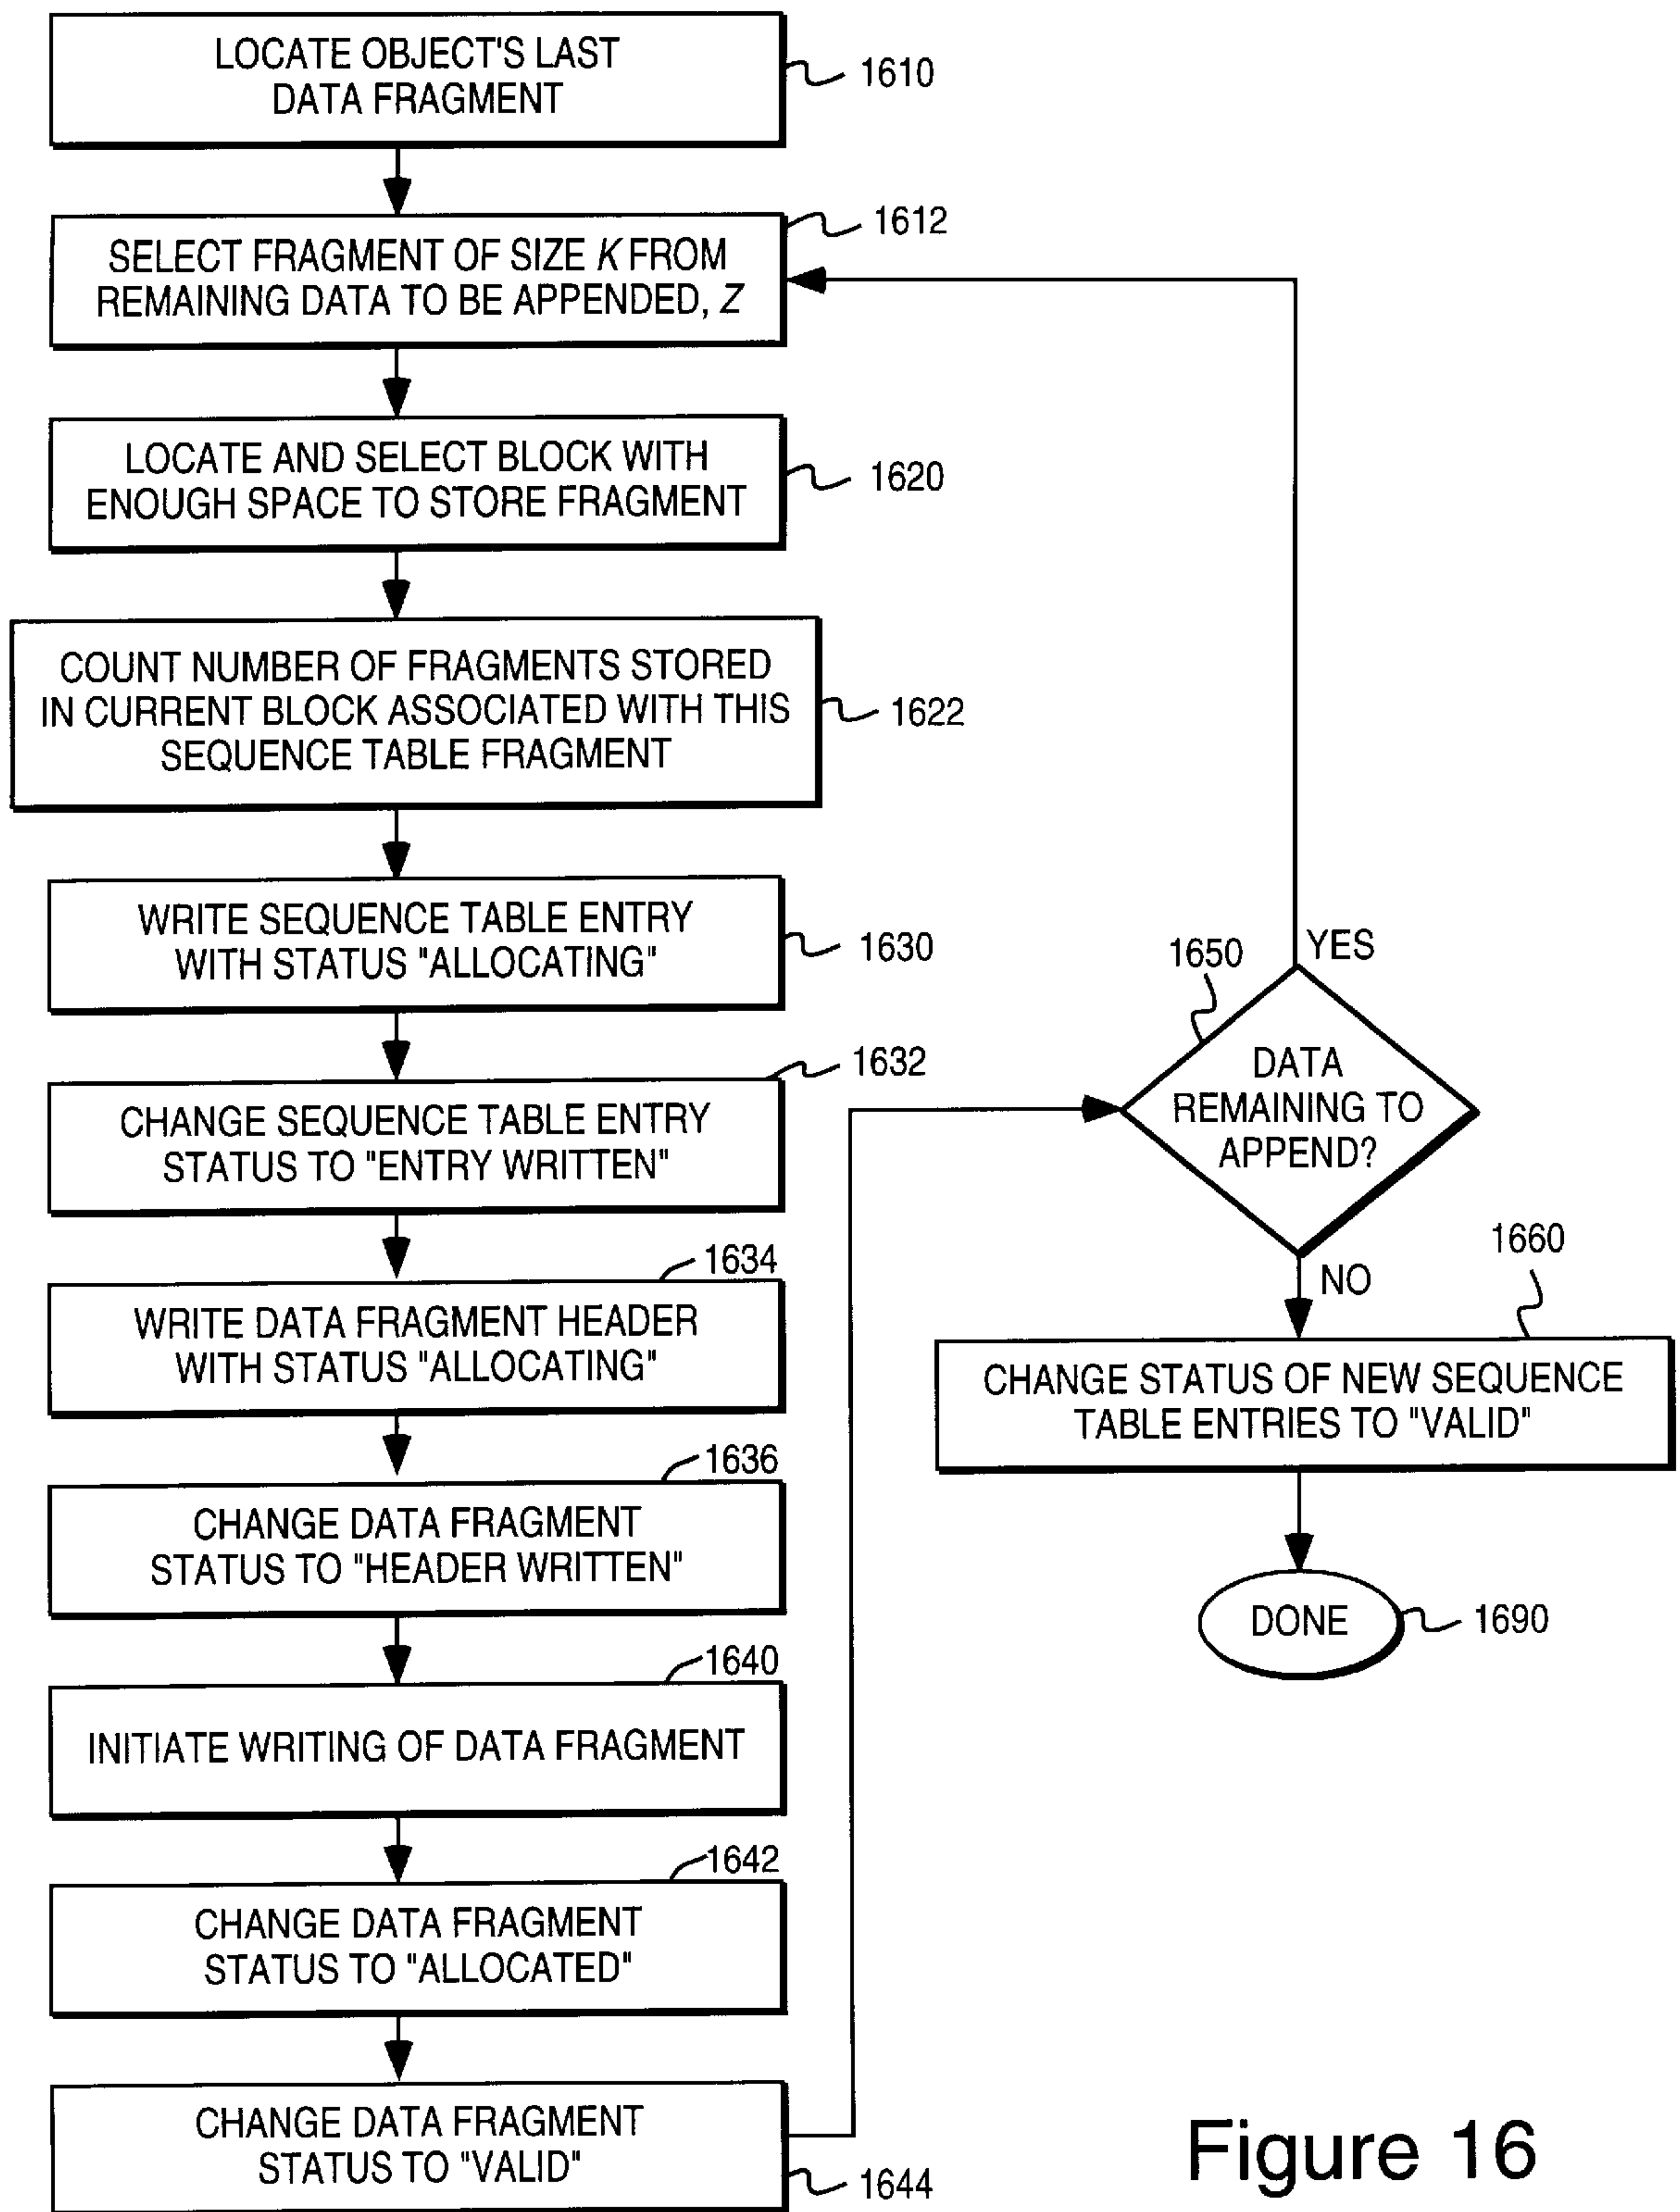 LOCATE OBJECT'S LAST
DATA FRAGMENT
1610
1612
SELECT FRAGMENT OF SIZE K FROM
REMAINING DATA TO BE APPENDED, Z
LOCATE AND SELECT BLOCK WITH
ENOUGH SPACE TO STORE FRAGMENT
1620
COUNT NUMBER OF FRAGMENTS STORED
IN CURRENT BLOCK ASSOCIATED WITH THIS
SEQUENCE TABLE FRAGMENT
1622
WRITE SEQUENCE TABLE ENTRY
WITH STATUS "ALLOCATING"
1630
1632
CHANGE SEQUENCE TABLE ENTRY
STATUS TO "ENTRY WRITTEN"
1634
WRITE DATA FRAGMENT HEADER
WITH STATUS "ALLOCATING"
1636
CHANGE DATA FRAGMENT
STATUS TO "HEADER WRITTEN"
1640
INITIATE WRITING OF DATA FRAGMENT
1642
CHANGE DATA FRAGMENT
STATUS TO "ALLOCATED"
CHANGE DATA FRAGMENT
STATUS TO "VALID"
1644
YES
1650
DATA
REMAINING TO
APPEND?
NO
1660
CHANGE STATUS OF NEW SEQUENCE
TABLE ENTRIES TO "VALID"
DONE
1690
Figure 16